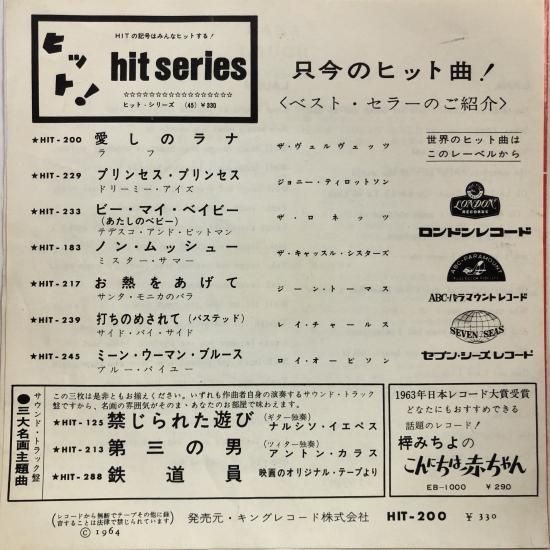 ヒット!
HITの記号はみんなヒットする!
hit series
☆☆☆☆☆☆☆☆☆☆☆☆☆☆☆☆☆
ヒット・シリーズ (45) ¥330
只今のヒット曲!
〈ベスト・セラーのご紹介〉
★HIT-200 愛しのラナ ザ・ヴェルヴェッツ
ラフ
★HIT-229 プリンセス・プリンセス ジョニー・ティロットソン
ドリーミー・アイズ
★HIT-233 ビー・マイ・ベイビー ザ・ロネッツ
(あたしのベビー)
テデスコ・アンド・ピットマン
★HIT-183 ノン・ムッシュー ザ・キャッスル・シスターズ
ミスター・サマー
★HIT-217 お熱をあげて ジーン・トーマス
サンタ・モニカのバラ
★HIT-239 打ちのめされて(バステッド) レイ・チャールス
サイド・バイ・サイド
★HIT-245 ミーン・ウーマン・ブルース ロイ・オービソン
ブルー・バイユー
世界のヒット曲は
このレーベルから
LONDON
RECORDS
ロンドンレコード
ABC-PARAMOUNT
ABC-パラマウントレコード
SEVEN SEAS
セブン・シーズレコード
サウンド・トラック盤
●三大名画主題曲
この三枚は是非ともお揃えください。いずれも作曲者自身の演奏するサウンド・トラック
盤ですから、名画の雰囲気がそのまゝあなたのお部屋で味わえます。
★HIT-125 禁じられた遊び (ギター独奏) ナルシソ・イエペス
★HIT-213 第三の男 (ツィター独奏) アントン・カラス
★HIT-288 鉄道員 映画のオリジナル・テープより
1963年日本レコード大賞受賞
どなたにもおすすめできる
話題のレコード!
梓みちよの
こんにちは赤ちゃん
EB-1000 ¥290
(レコードから無断でテープその他に録
音することは法律で禁じられています)
© 1964
発売元・キングレコード株式会社 HIT-200 ¥330